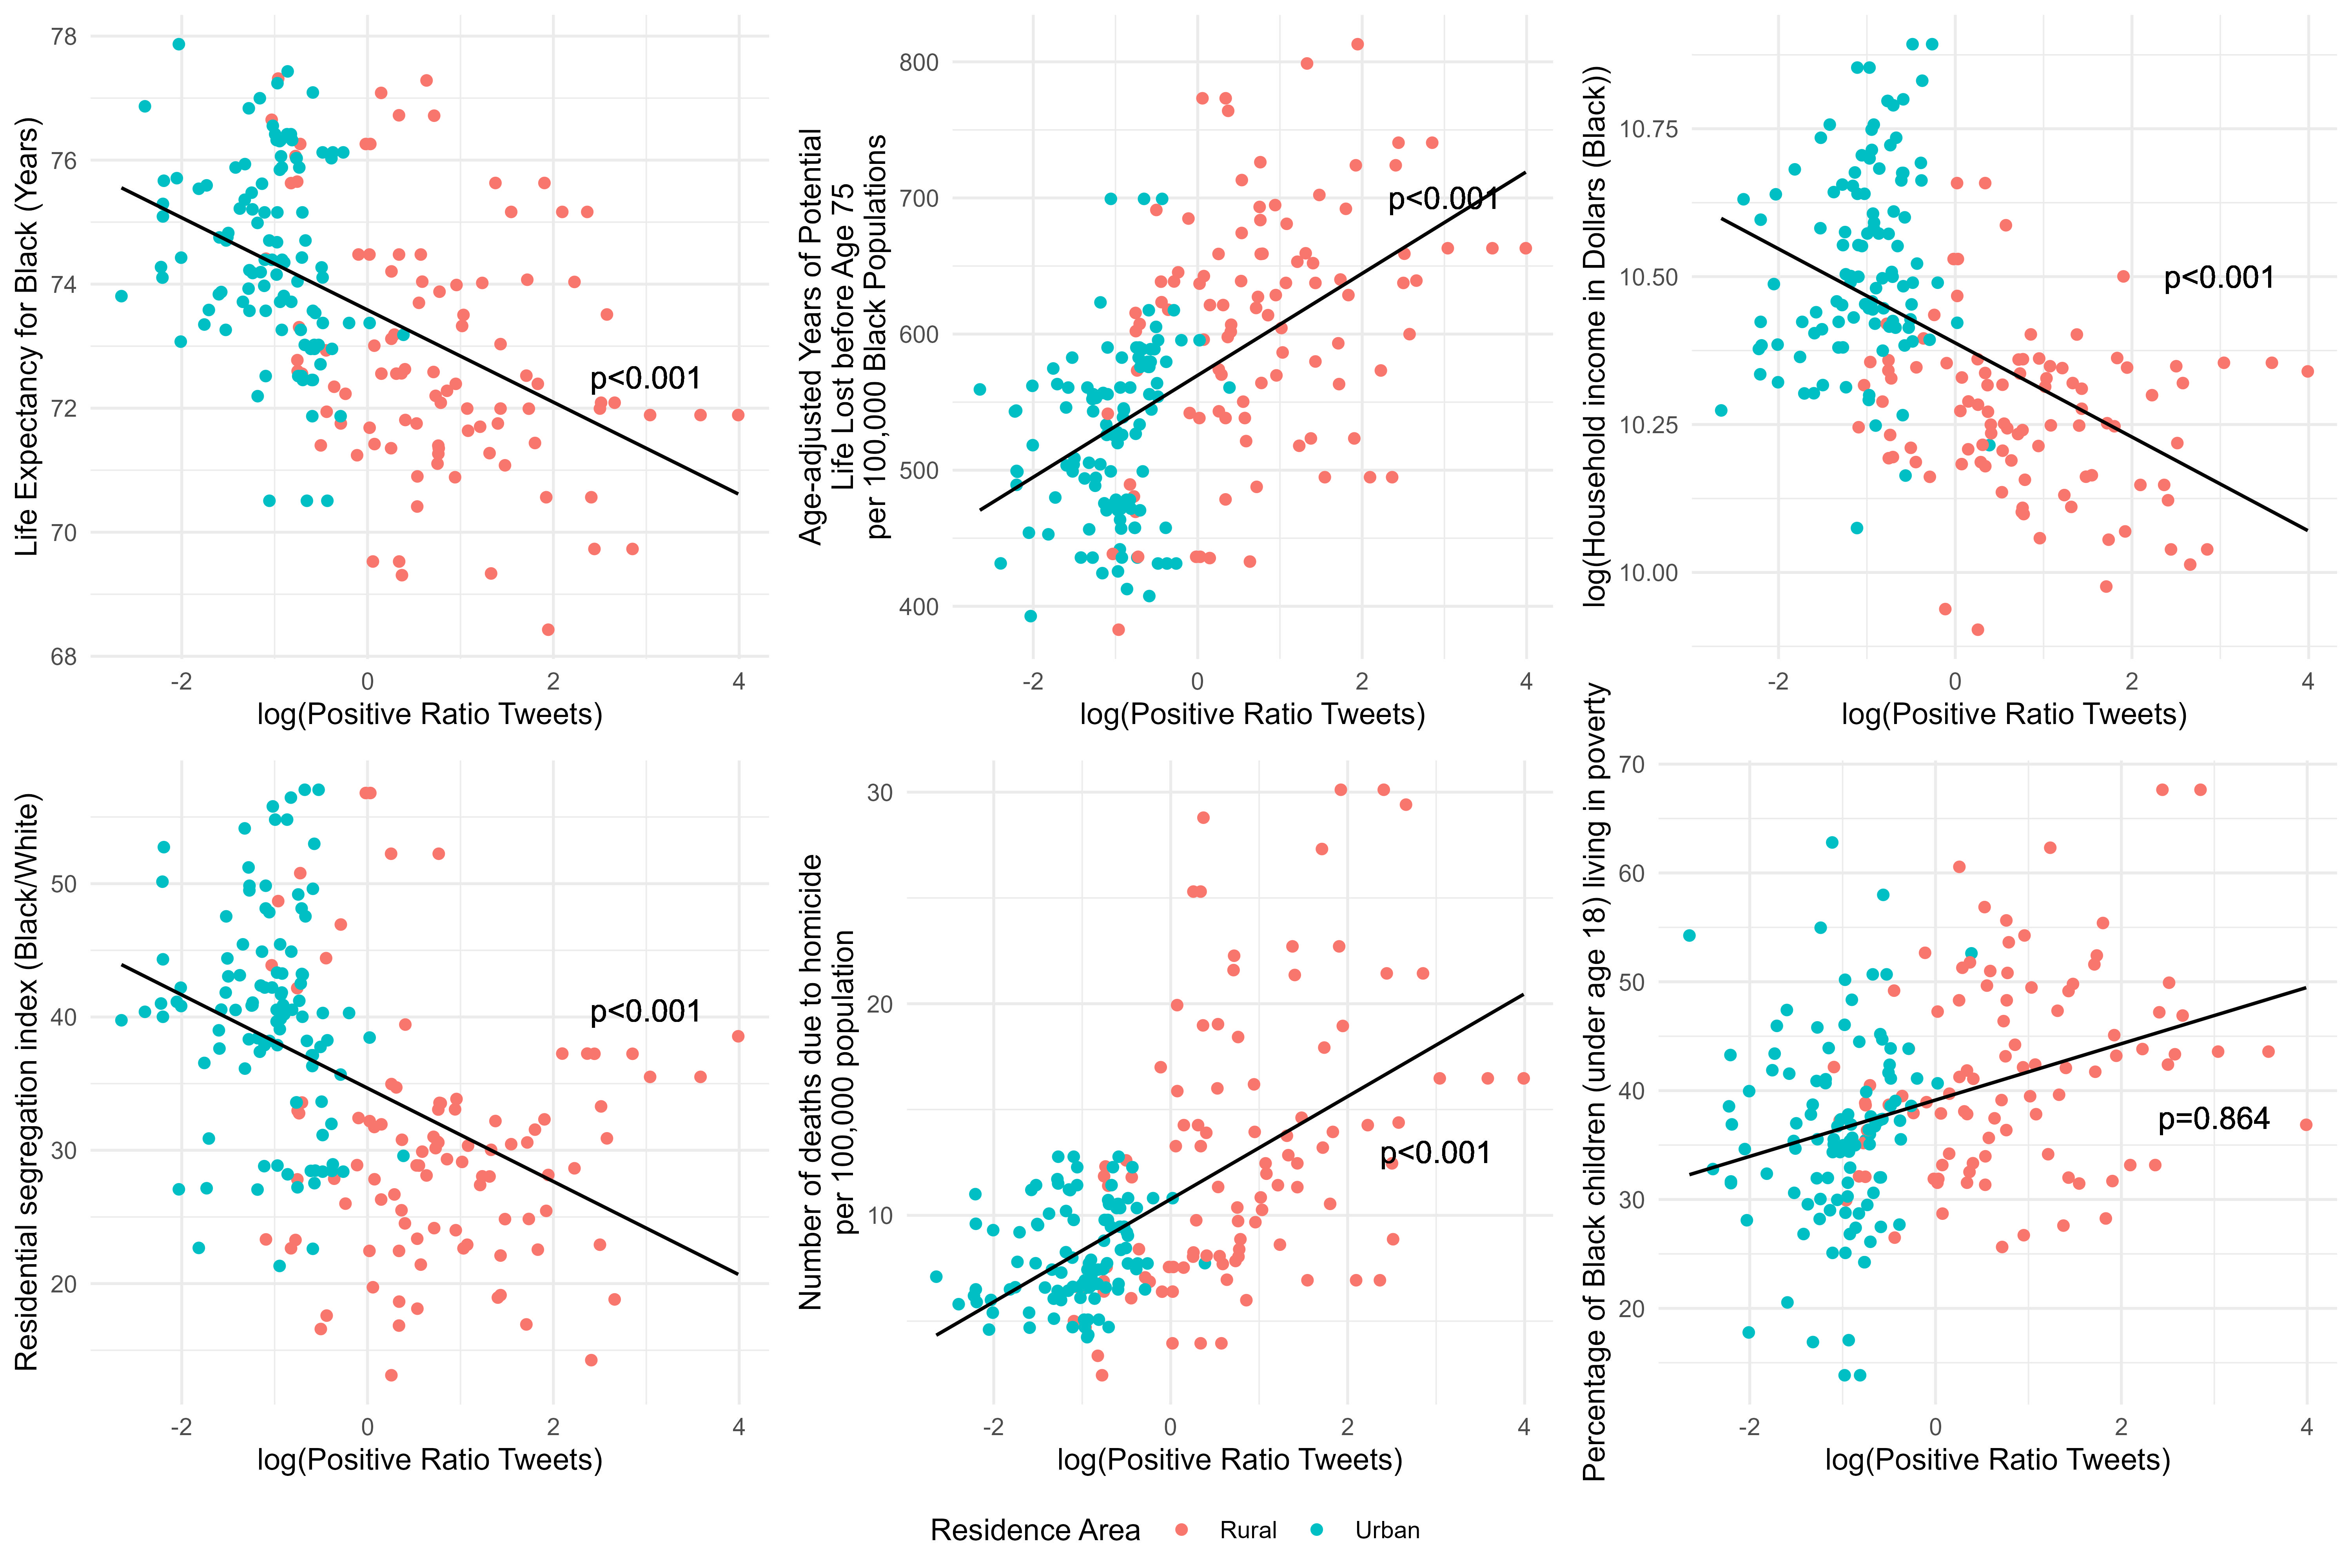 Life Expectancy for Black (Years)
78
76
74
72
70
68
p<0.001
-2 0 2 4
log(Positive Ratio Tweets)
Age-adjusted Years of Potential
Life Lost before Age 75
per 100,000 Black Populations
800
700
600
500
400
p<0.001
-2 0 2 4
log(Positive Ratio Tweets)
log(Household income in Dollars (Black))
10.75
10.50
10.25
10.00
p<0.001
-2 0 2 4
log(Positive Ratio Tweets)
Residential segregation index (Black/White)
50
40
30
20
p<0.001
-2 0 2 4
log(Positive Ratio Tweets)
Number of deaths due to homicide
per 100,000 population
30
20
10
p<0.001
-2 0 2 4
log(Positive Ratio Tweets)
Percentage of Black children (under age 18) living in poverty
70
60
50
40
30
20
p=0.864
-2 0 2 4
log(Positive Ratio Tweets)
Residence Area Rural Urban